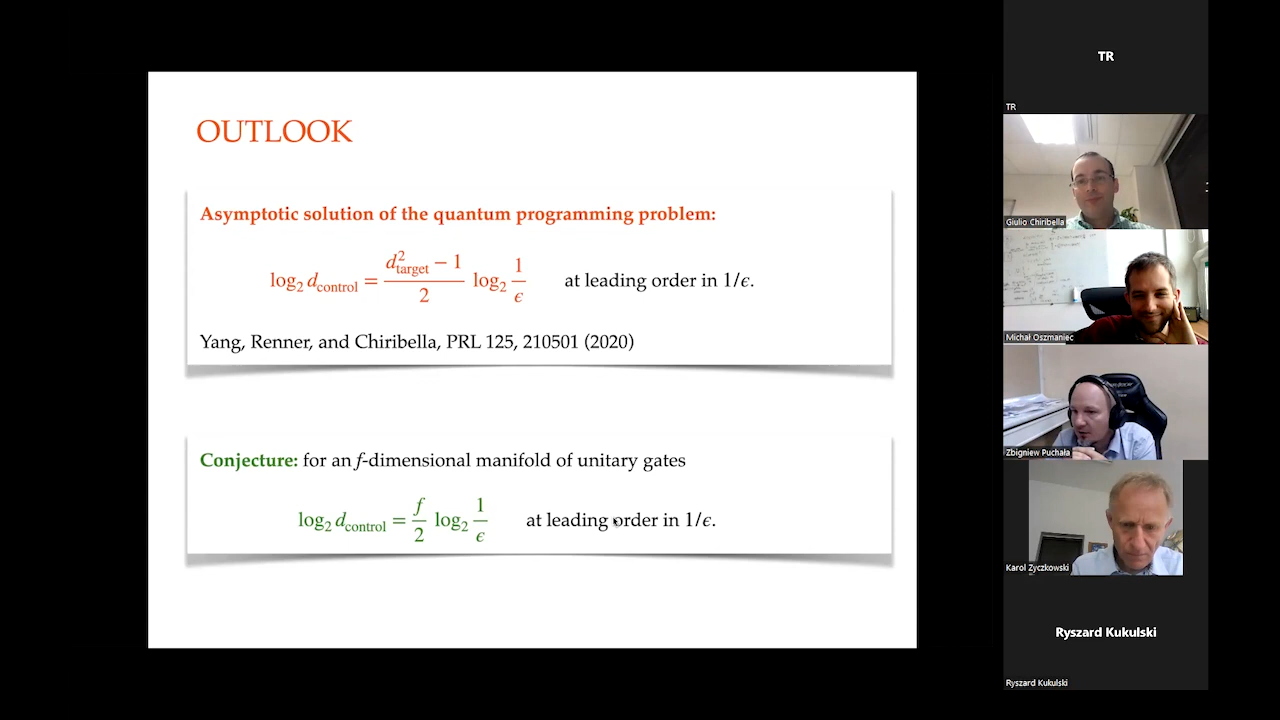 OUTLOOK
Asymptotic solution of the quantum programming problem:
log₂ d_control = (d²_target − 1)/2 log₂ 1/ϵ at leading order in 1/ϵ.
Yang, Renner, and Chiribella, PRL 125, 210501 (2020)
Conjecture: for an f-dimensional manifold of unitary gates
log₂ d_control = f/2 log₂ 1/ϵ at leading order in 1/ϵ.
TR
TR
Giulio Chiribella
Michał Oszmaniec
Zbigniew Puchała
Karol Zyczkowski
Ryszard Kukulski
Ryszard Kukulski